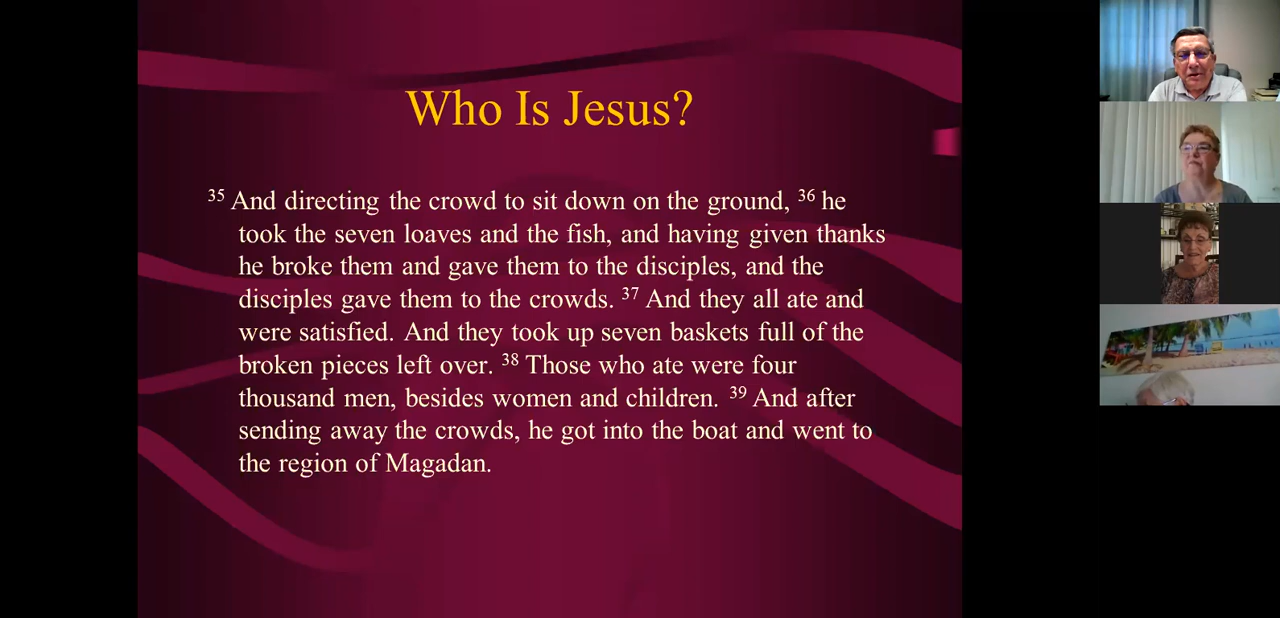 Who Is Jesus?
35 And directing the crowd to sit down on the ground, 36 he
took the seven loaves and the fish, and having given thanks
he broke them and gave them to the disciples, and the
disciples gave them to the crowds. 37 And they all ate and
were satisfied. And they took up seven baskets full of the
broken pieces left over. 38 Those who ate were four
thousand men, besides women and children. 39 And after
sending away the crowds, he got into the boat and went to
the region of Magadan.